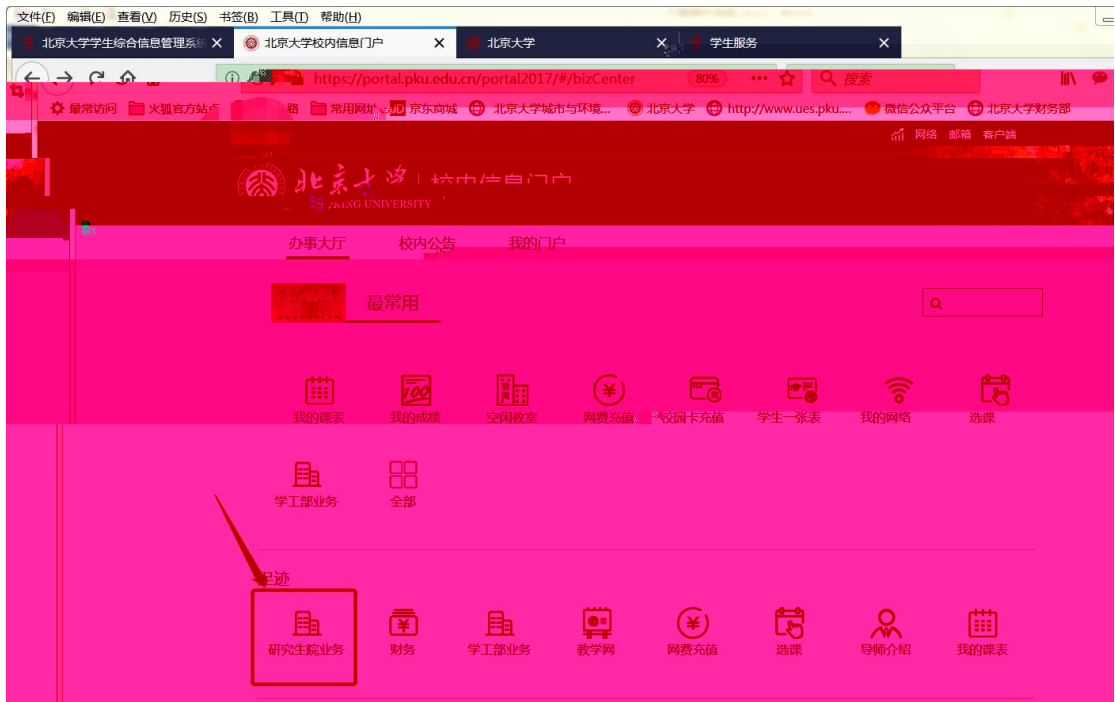 文件(F) 编辑(E) 查看(V) 历史(S) 书签(B) 工具(T) 帮助(H)
北京大学学生综合信息管理系统 北京大学校内信息门户 北京大学 学生服务
https://portal.pku.edu.cn/portal2017/#/bizCenter 80% 搜索
最常访问 火狐官方站点 常用网址 京东商城 北京大学城市与环境... 北京大学 http://www.ues.pku.... 微信公众平台 北京大学财务部
网络 邮箱 客户端
北京大学 校内信息门户
PEKING UNIVERSITY
办事大厅 校内公告 我的门户
最常用
我的课表 我的成绩 空闲教室 网费充值 校园卡充值 学生一张表 我的网络 选课
学工部业务 全部
足迹
研究生院业务 财务 学工部业务 教学网 网费充值 选课 导师介绍 我的课表